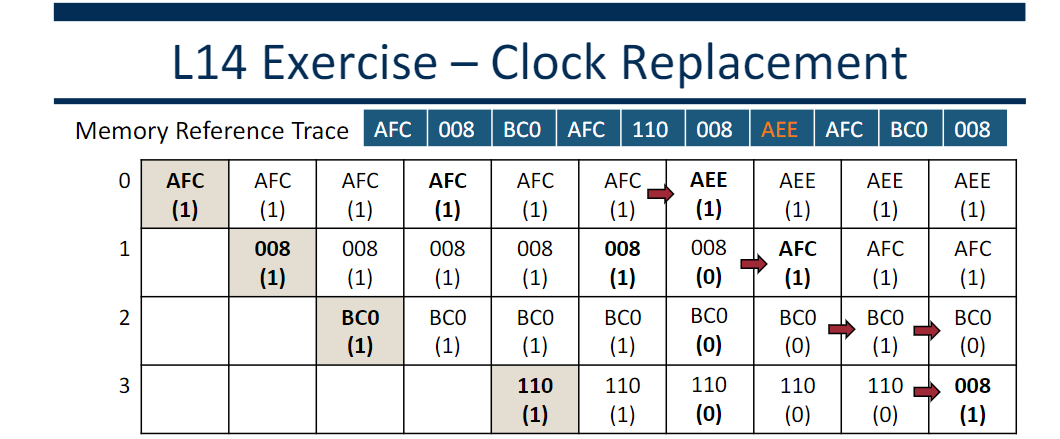 L14 Exercise – Clock Replacement
Memory Reference Trace AFC 008 BC0 AFC 110 008 AEE AFC BC0 008
0 AFC AFC AFC AFC AFC AFC AEE AEE AEE AEE
(1) (1) (1) (1) (1) (1) (1) (1) (1) (1)
1 008 008 008 008 008 008 AFC AFC AFC
(1) (1) (1) (1) (1) (0) (1) (1) (1)
2 BC0 BC0 BC0 BC0 BC0 BC0 BC0 BC0
(1) (1) (1) (1) (0) (0) (1) (0)
3 110 110 110 110 110 008
(1) (1) (0) (0) (0) (1)